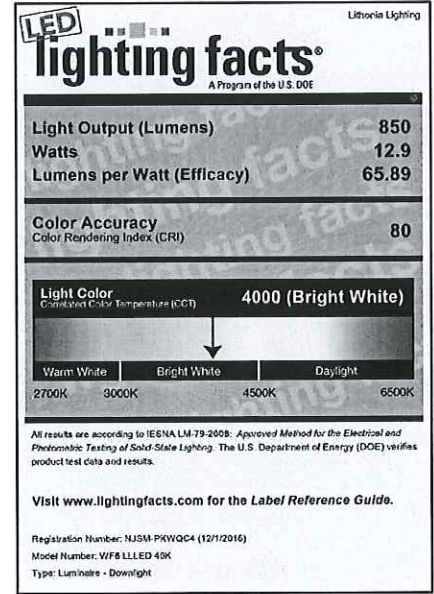 Lithonia Lighting
LED
lighting facts®
A Program of the U.S. DOE
Light Output (Lumens) 850
Watts 12.9
Lumens per Watt (Efficacy) 65.89
Color Accuracy 80
Color Rendering Index (CRI)
Light Color 4000 (Bright White)
Correlated Color Temperature (CCT)
Warm White Bright White Daylight
2700K 3000K 4500K 6500K
All results are according to IESNA LM-79-2008: Approved Method for the Electrical and
Photometric Testing of Solid-State Lighting. The U.S. Department of Energy (DOE) verifies
product test data and results.
Visit www.lightingfacts.com for the Label Reference Guide.
Registration Number: NJSM-PKWQC4 (12/1/2015)
Model Number: WF6 LLLED 40K
Type: Luminaire - Downlight